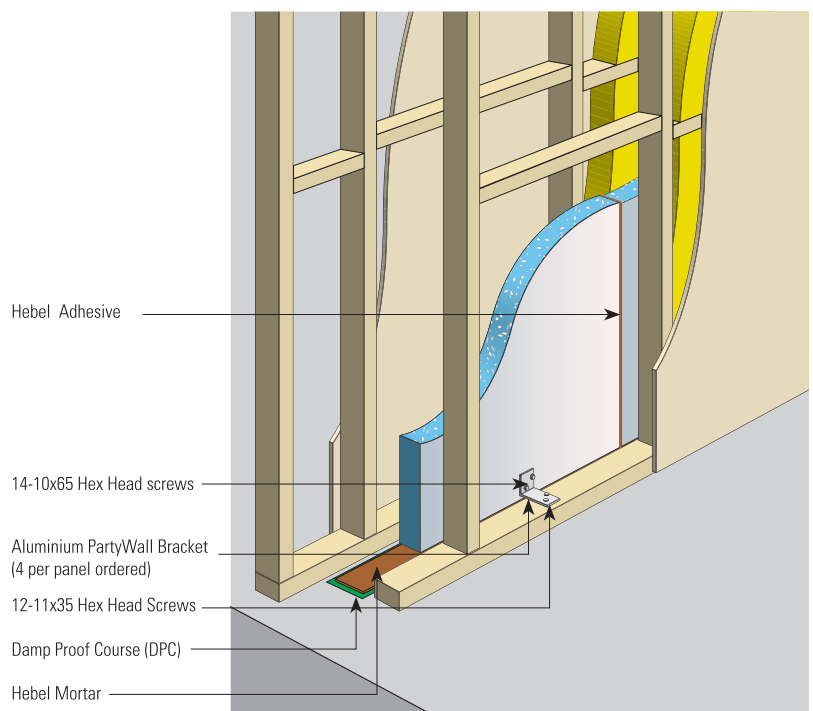 Hebel Adhesive
14-10x65 Hex Head screws
Aluminium PartyWall Bracket
(4 per panel ordered)
12-11x35 Hex Head Screws
Damp Proof Course (DPC)
Hebel Mortar